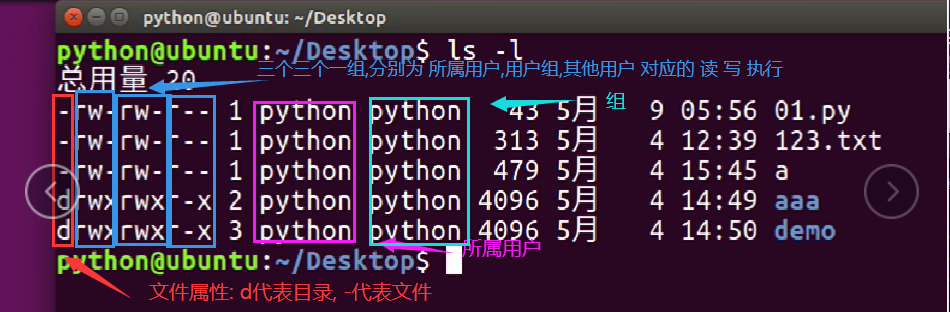 python@ubuntu: ~/Desktop
python@ubuntu:~/Desktop$ ls -l
总用量 20
三个三个一组,分别为 所属用户,用户组,其他用户 对应的 读 写 执行
组
-rw-rw-r-- 1 python python 43 5月 9 05:56 01.py
-rw-rw-r-- 1 python python 313 5月 4 12:39 123.txt
-rw-rw-r-- 1 python python 479 5月 4 15:45 a
drwxrwxr-x 2 python python 4096 5月 4 14:49 aaa
drwxrwxr-x 3 python python 4096 5月 4 14:50 demo
python@ubuntu:~/Desktop$
所属用户
文件属性: d代表目录, -代表文件